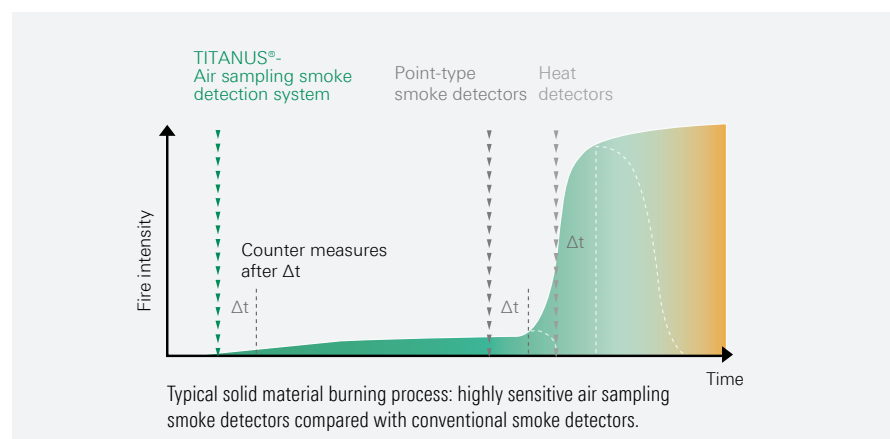 TITANUS®-
Air sampling smoke
detection system
Point-type
smoke detectors
Heat
detectors
Fire intensity
Counter measures
after Δt
Δt
Δt
Δt
Time
Typical solid material burning process: highly sensitive air sampling
smoke detectors compared with conventional smoke detectors.